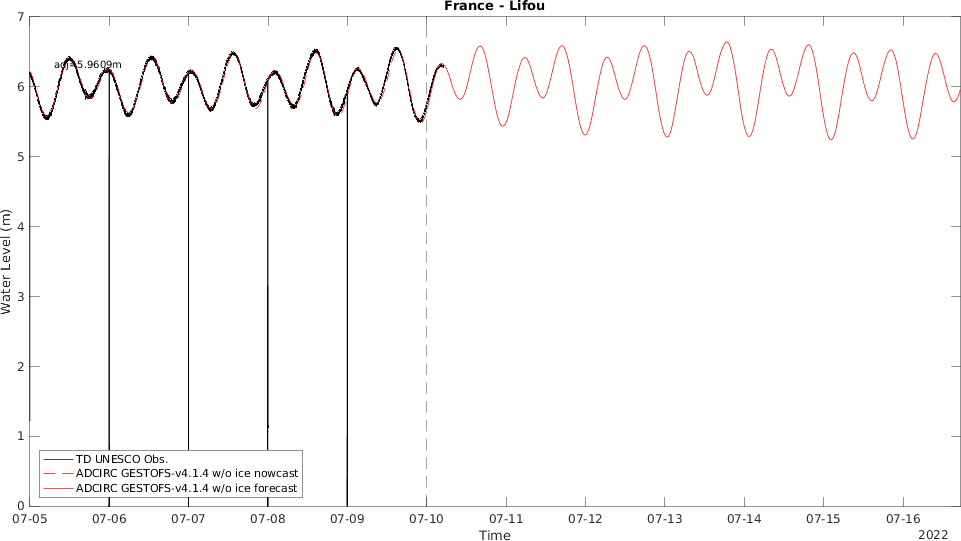 France - Lifou
adj=5.9609m
7
6
5
4
3
2
1
0
Water Level (m)
TD UNESCO Obs.
ADCIRC GESTOFS-v4.1.4 w/o ice nowcast
ADCIRC GESTOFS-v4.1.4 w/o ice forecast
07-05 07-06 07-07 07-08 07-09 07-10 07-11 07-12 07-13 07-14 07-15 07-16
Time
2022